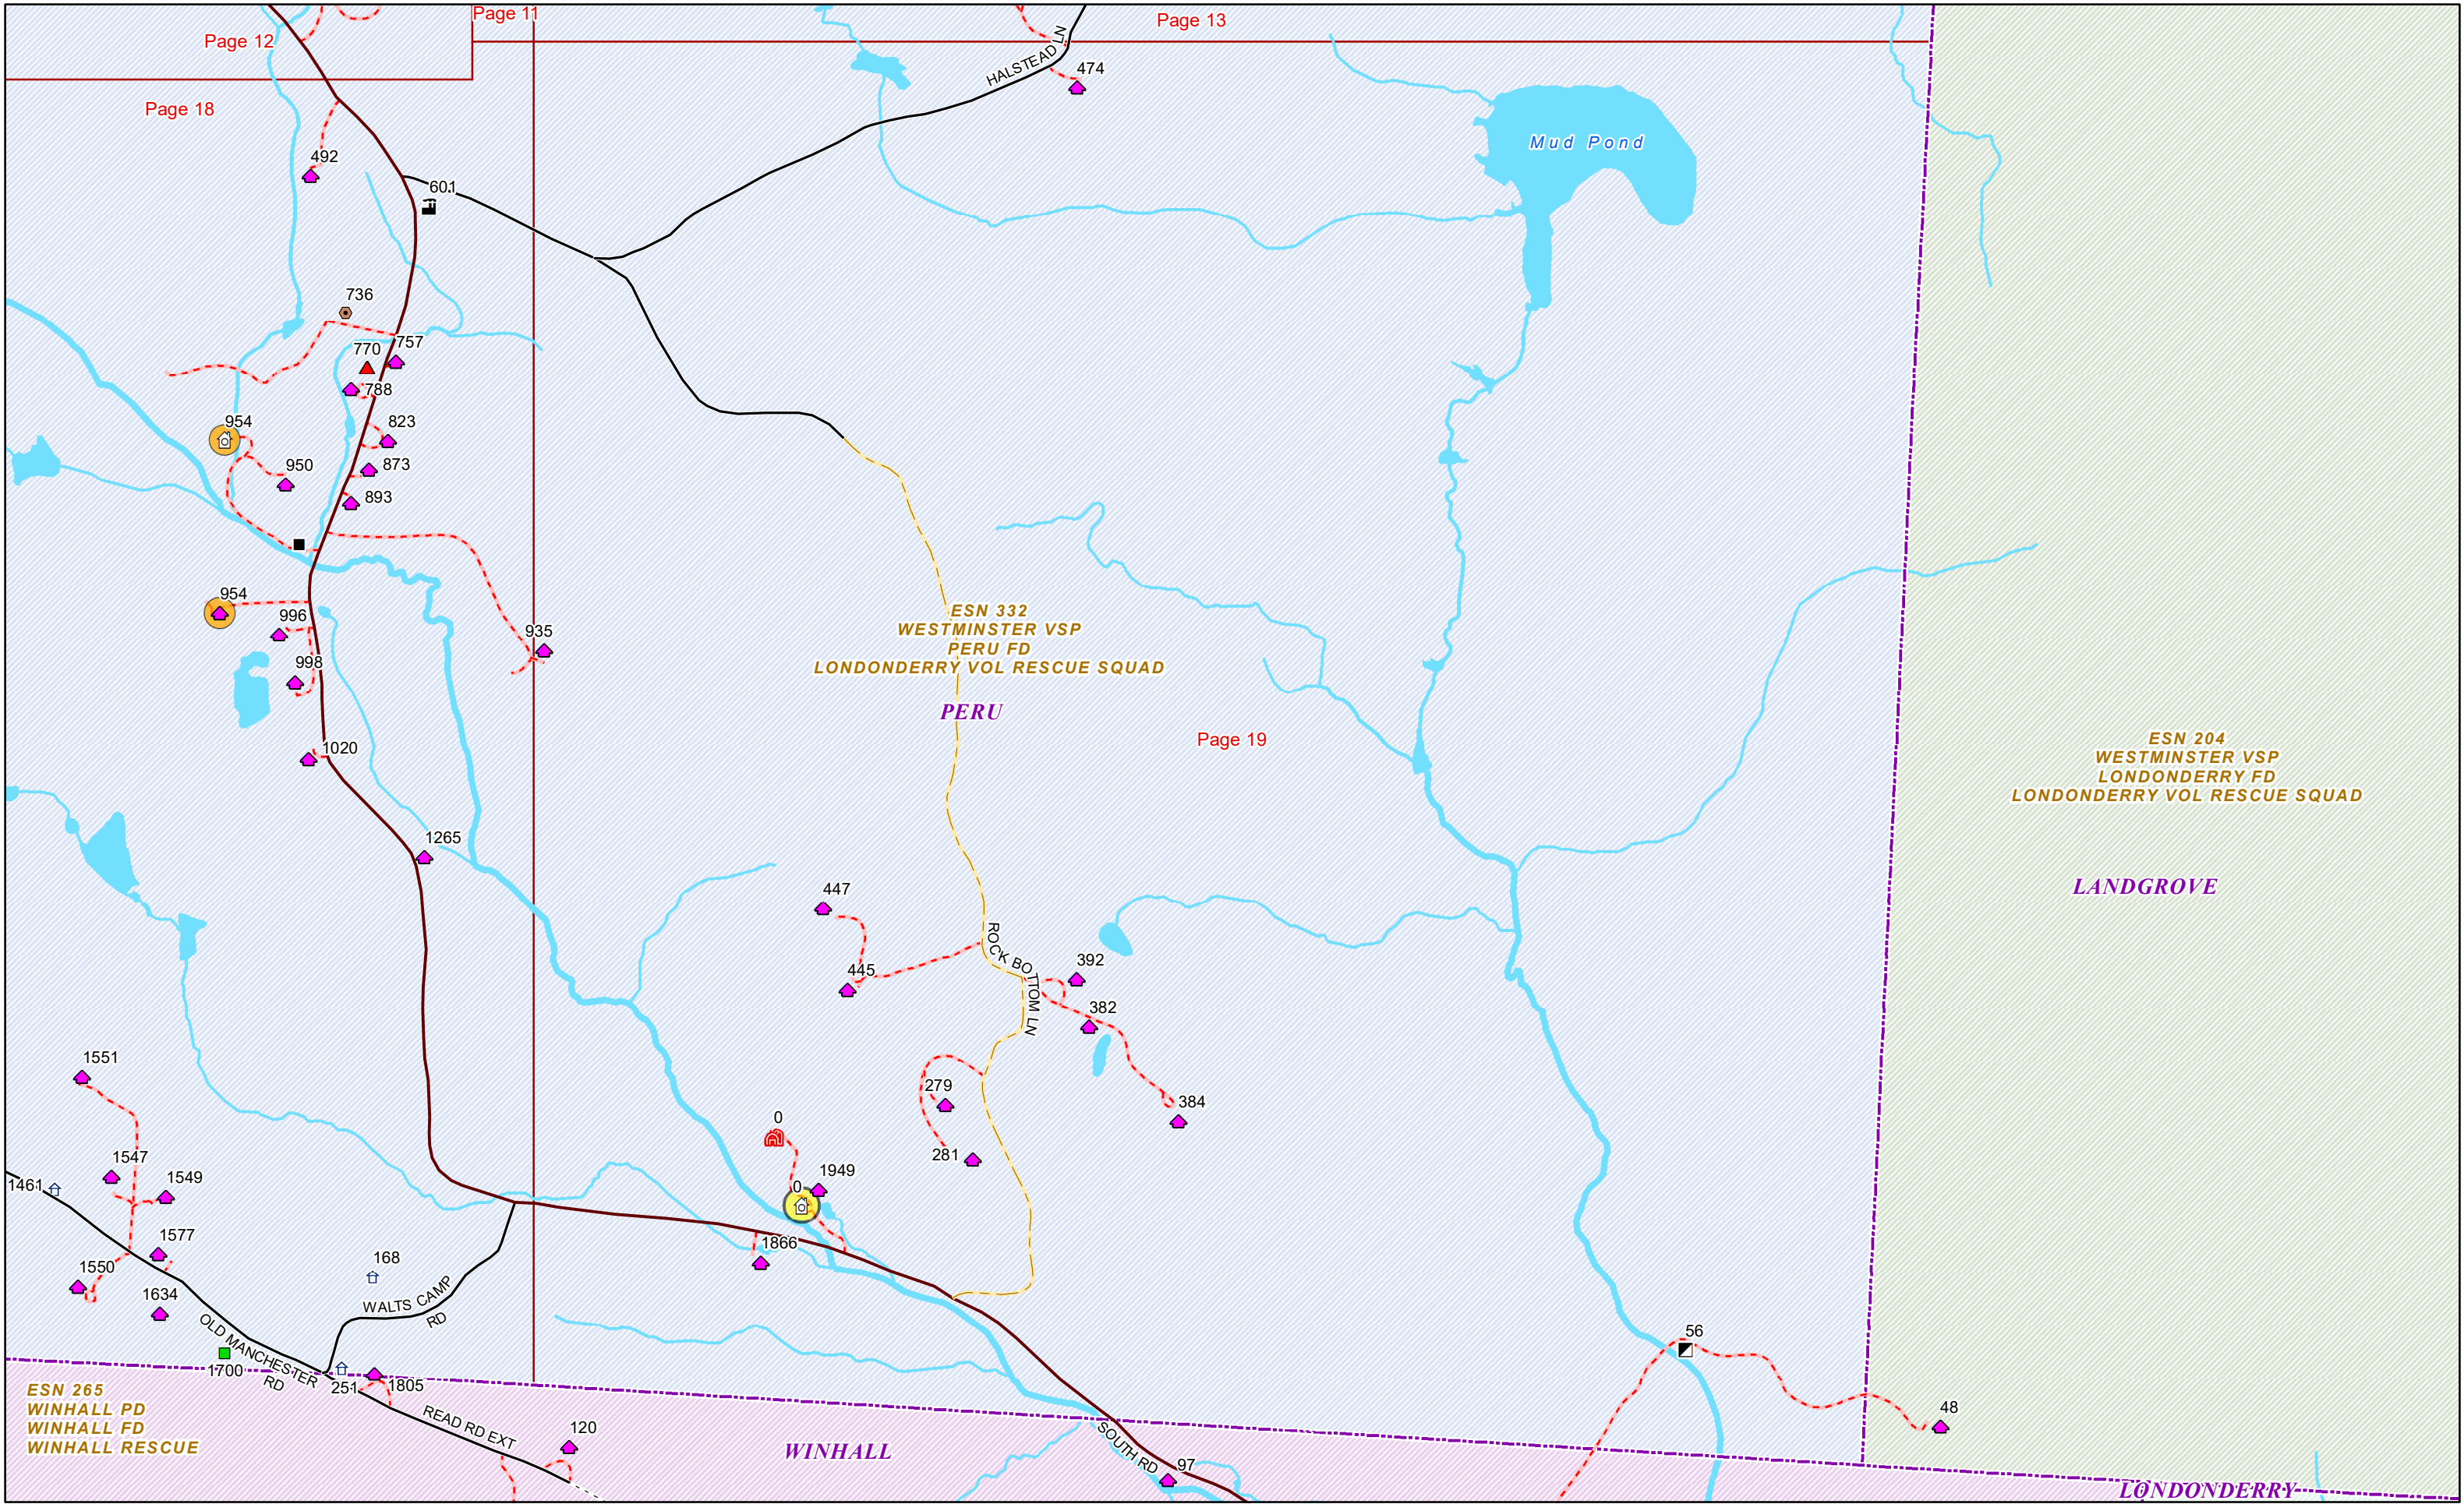 Page 11
Page 12
Page 13
HALSTEAD LN
474
Page 18
Mud Pond
492
601
736
770
757
788
954
823
950
873
893
954
996
935
998
ESN 332
WESTMINSTER VSP
PERU FD
LONDONDERRY VOL RESCUE SQUAD
PERU
Page 19
1020
ESN 204
WESTMINSTER VSP
LONDONDERRY FD
LONDONDERRY VOL RESCUE SQUAD
1265
LANDGROVE
447
ROCK BOTTOM LN
445
392
382
1551
279
384
0
281
1547
1549
1461
1949
0
1577
1866
168
1550
1634
WALTS CAMP
RD
OLD MANCHESTER
RD
1700
251
1805
56
ESN 265
WINHALL PD
WINHALL FD
WINHALL RESCUE
READ RD EXT
120
WINHALL
SOUTH RD
97
48
LONDONDERRY